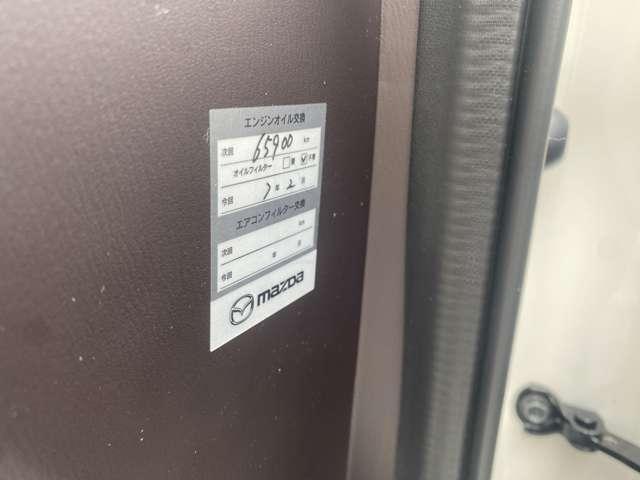 エンジンオイル交換
次回 65900 km
オイルフィルター 要 不要
今回 7年 2月
エアコンフィルター交換
次回 km
今回 年 月
mazda